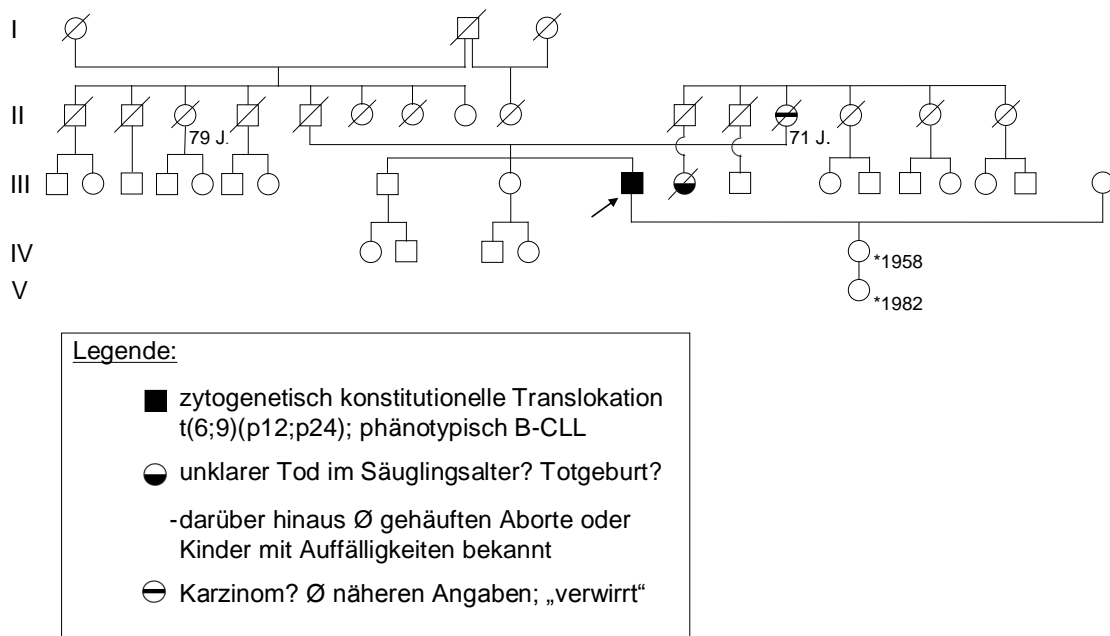 I
II
79 J.
71 J.
III
IV
*1958
V
*1982
Legende:
zytogenetisch konstitutionelle Translokation
t(6;9)(p12;p24); phänotypisch B-CLL
unklarer Tod im Säuglingsalter? Totgeburt?
-darüber hinaus Ø gehäuften Aborte oder
Kinder mit Auffälligkeiten bekannt
Karzinom? Ø näheren Angaben; „verwirrt“